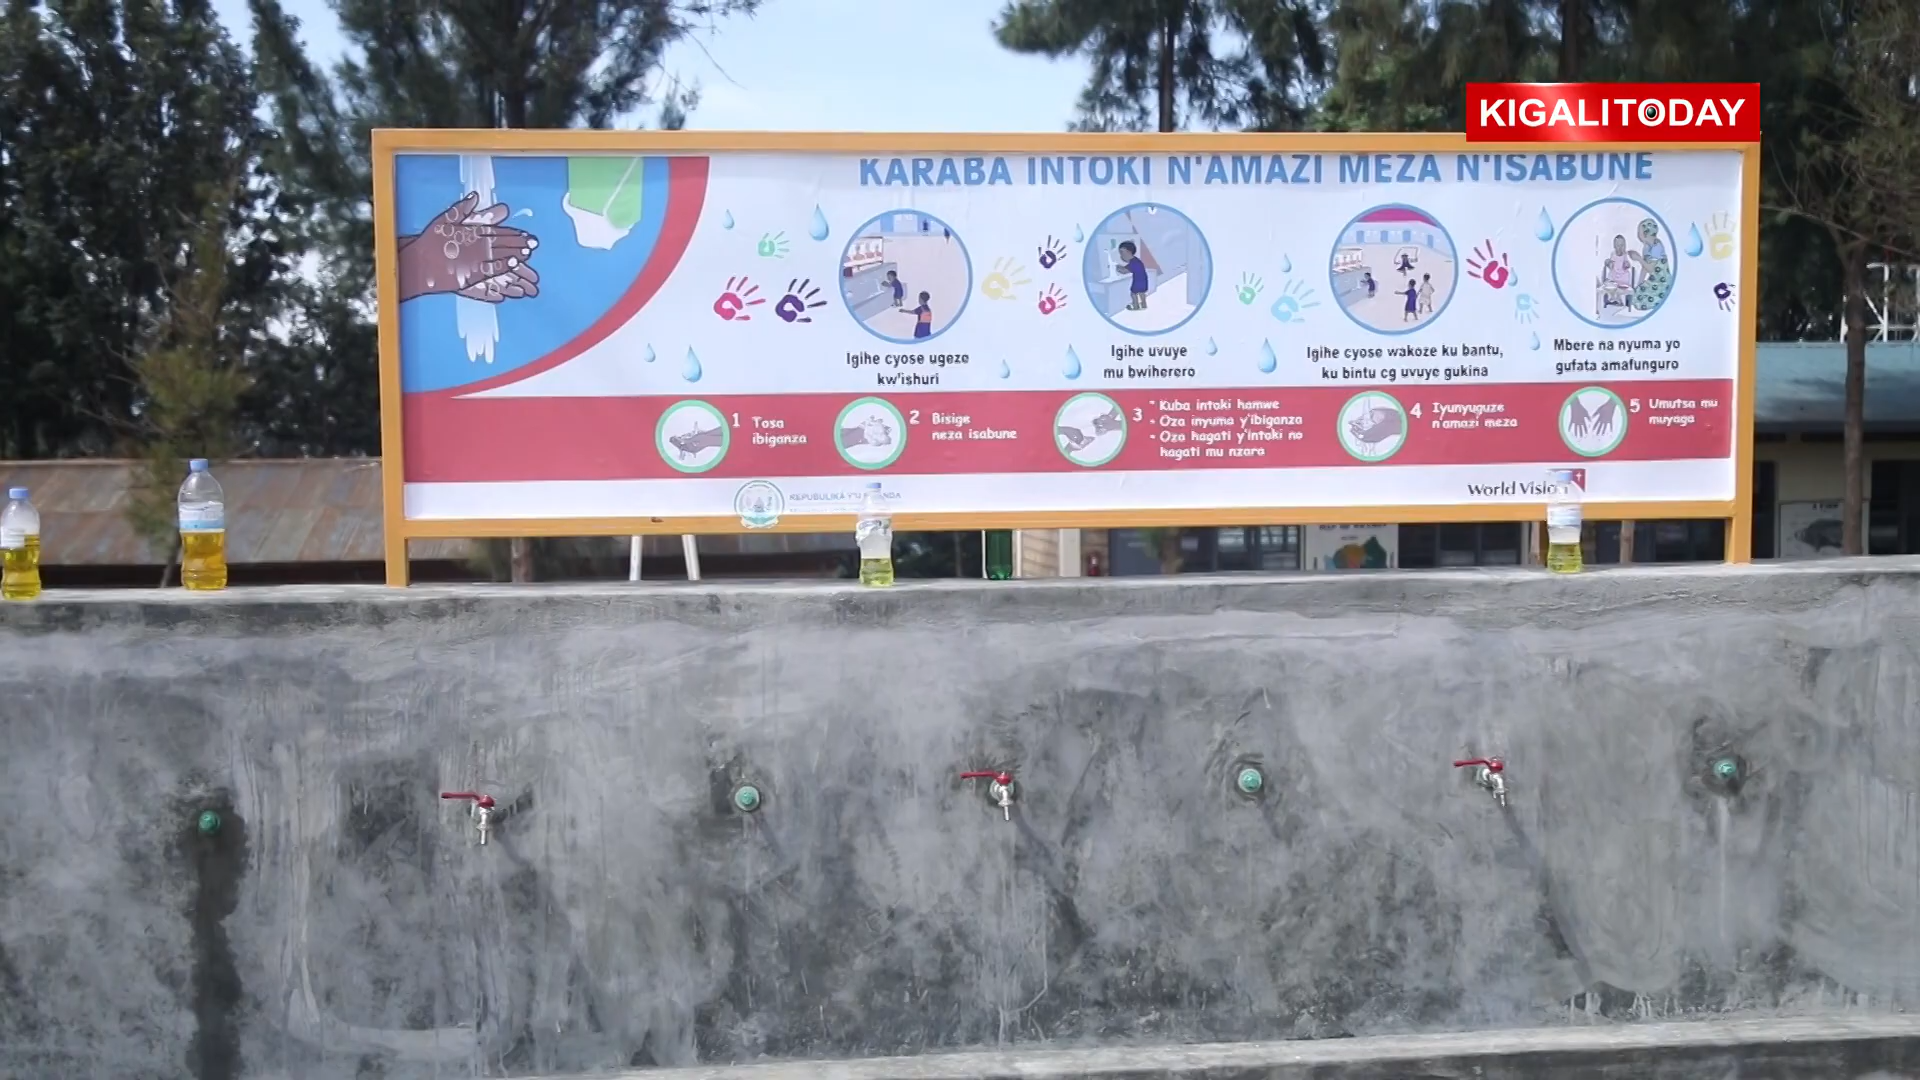 KIGALITODAY
KARABA INTOKI N'AMAZI MEZA N'ISABUNE
Igihe cyose ugeze
kw'ishuri
Igihe uvuye
mu bwiherero
Igihe cyose wakoze ku bantu,
ku bintu cg uvuye gukina
Mbere na nyuma yo
gufata amafunguro
1 Tosa
ibiganza
2 Bisige
neza isabune
3 - Kuba intoki hamwe
- Oza inyuma y'ibiganza
- Oza hagati y'intoki no
hagati mu nzara
4 Iyunyuguze
n'amazi meza
5 Umutsa mu
muyaga
REPUBULIKA Y'U RWANDA
World Vision